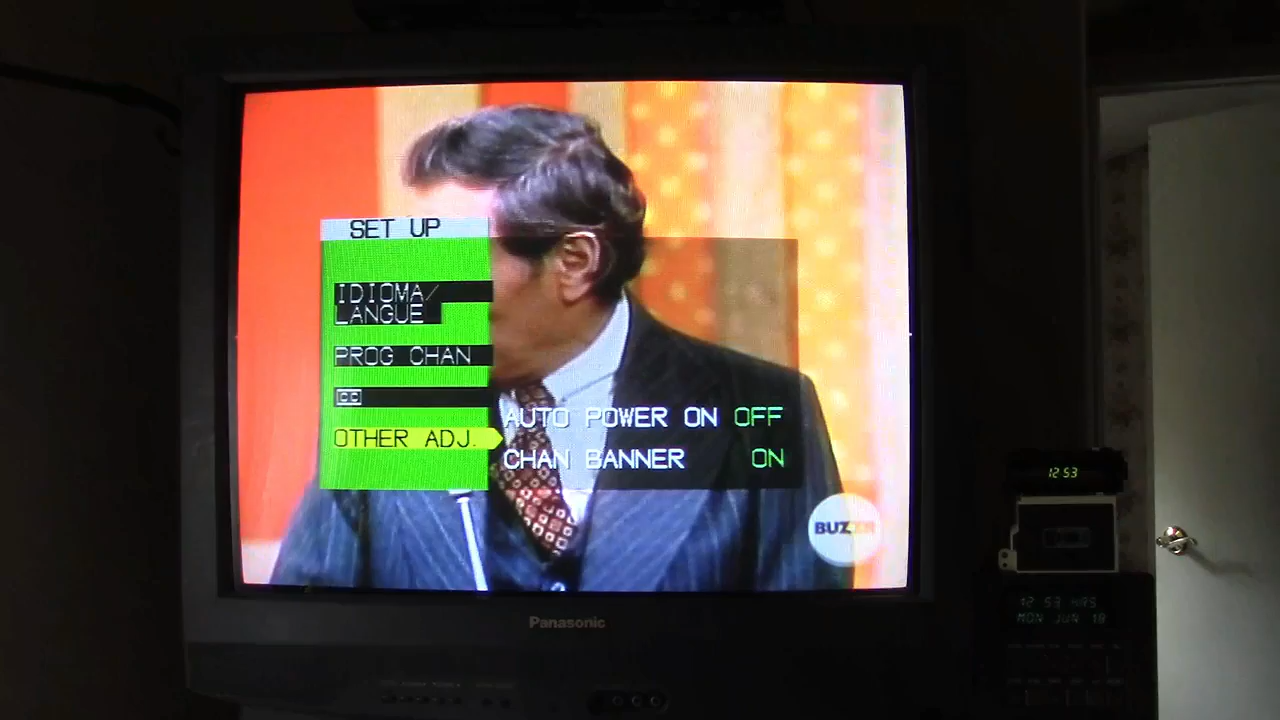 SET UP
IDIOMA/
LANGUE
PROG CHAN
CC
OTHER ADJ.
AUTO POWER ON OFF
CHAN BANNER ON
BUZZR
Panasonic
12:53
12 53 HRS
MON JUN 18